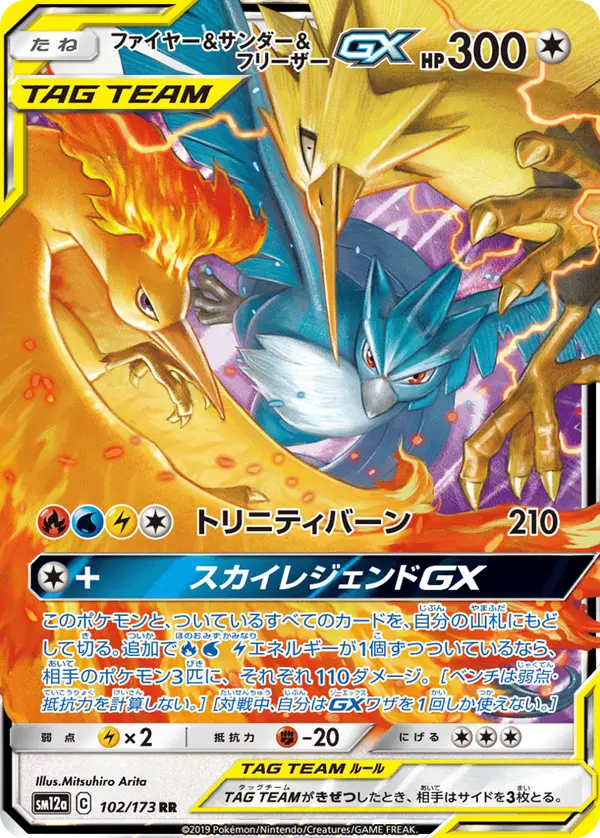 たね
ファイヤー&サンダー&
フリーザー GX HP300
TAG TEAM
トリニティバーン 210
+ スカイレジェンドGX
このポケモンと、ついているすべてのカードを、自分の山札にもど
して切る。追加で エネルギーが1個ずつついているなら、
相手のポケモン3匹に、それぞれ110ダメージ。[ベンチは弱点・
抵抗力を計算しない。][対戦中、自分はGXワザを1回しか使えない。]
弱点 ×2 抵抗力 -20 にげる
TAG TEAM ルール
Illus.Mitsuhiro Arita
sm12a C 102/173 RR
TAG TEAMがきぜつしたとき、相手はサイドを3枚とる。
©2019 Pokémon/Nintendo/Creatures/GAME FREAK.